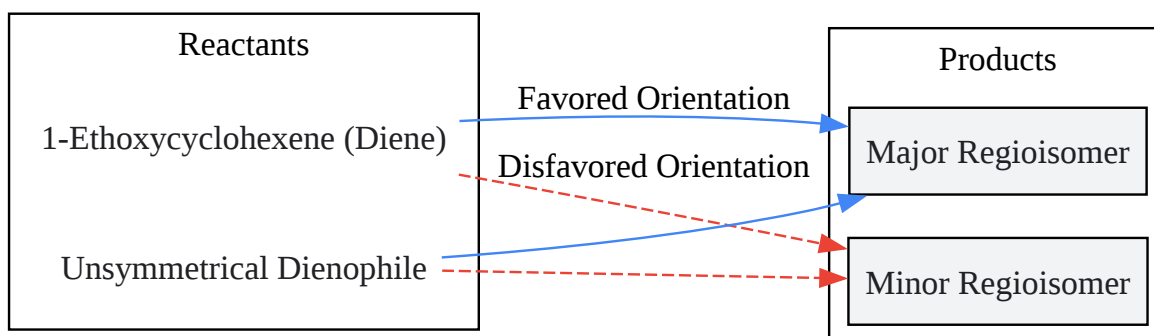 Reactants
1-Ethoxycyclohexene (Diene)
Unsymmetrical Dienophile
Favored Orientation
Disfavored Orientation
Products
Major Regioisomer
Minor Regioisomer